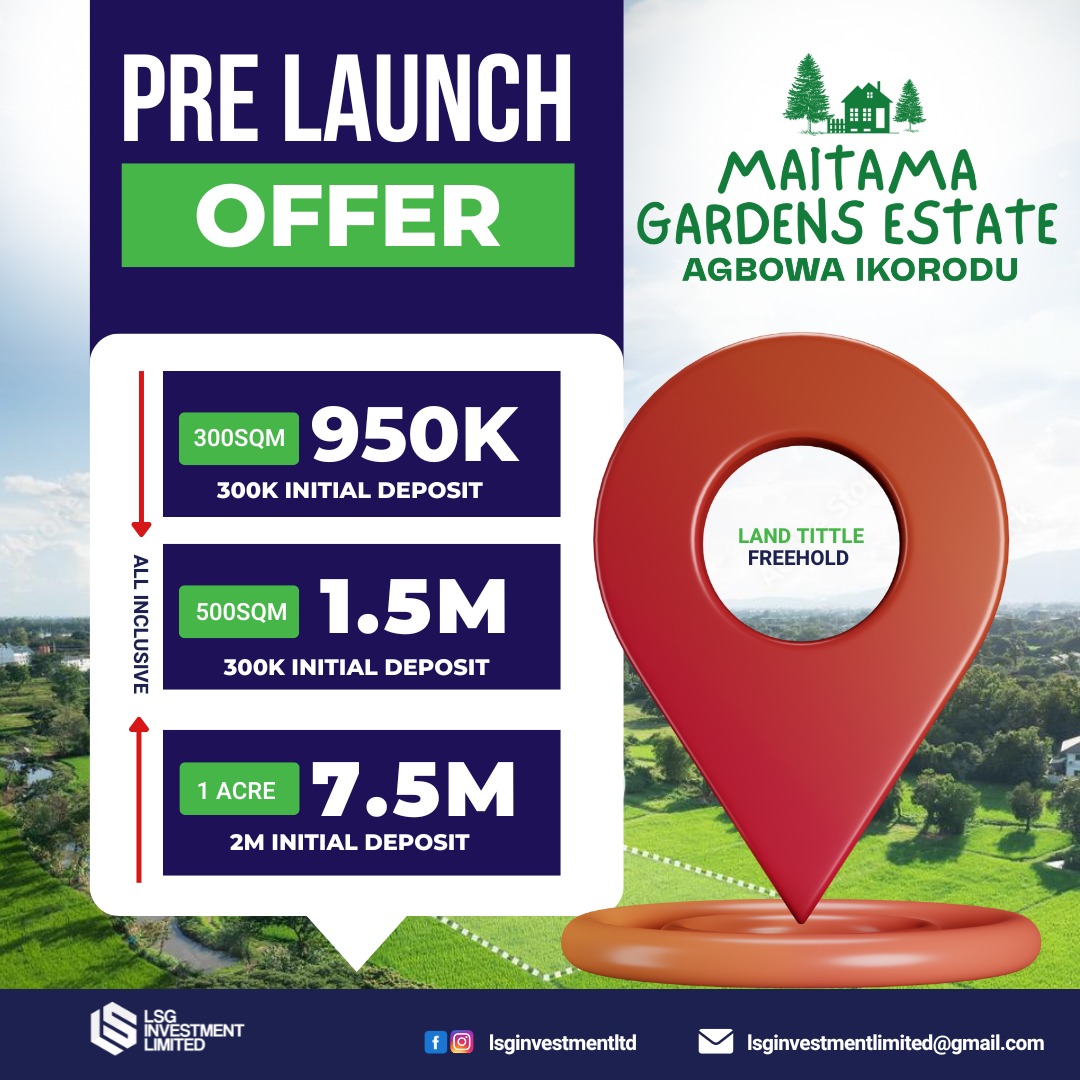 PRE LAUNCH
OFFER
MAITAMA
GARDENS ESTATE
AGBOWA IKORODU
300SQM 950K
300K INITIAL DEPOSIT
ALL INCLUSIVE
500SQM 1.5M
300K INITIAL DEPOSIT
1 ACRE 7.5M
2M INITIAL DEPOSIT
LAND TITTLE
FREEHOLD
LSG
INVESTMENT
LIMITED
lsginvestmentltd
lsginvestmentlimited@gmail.com